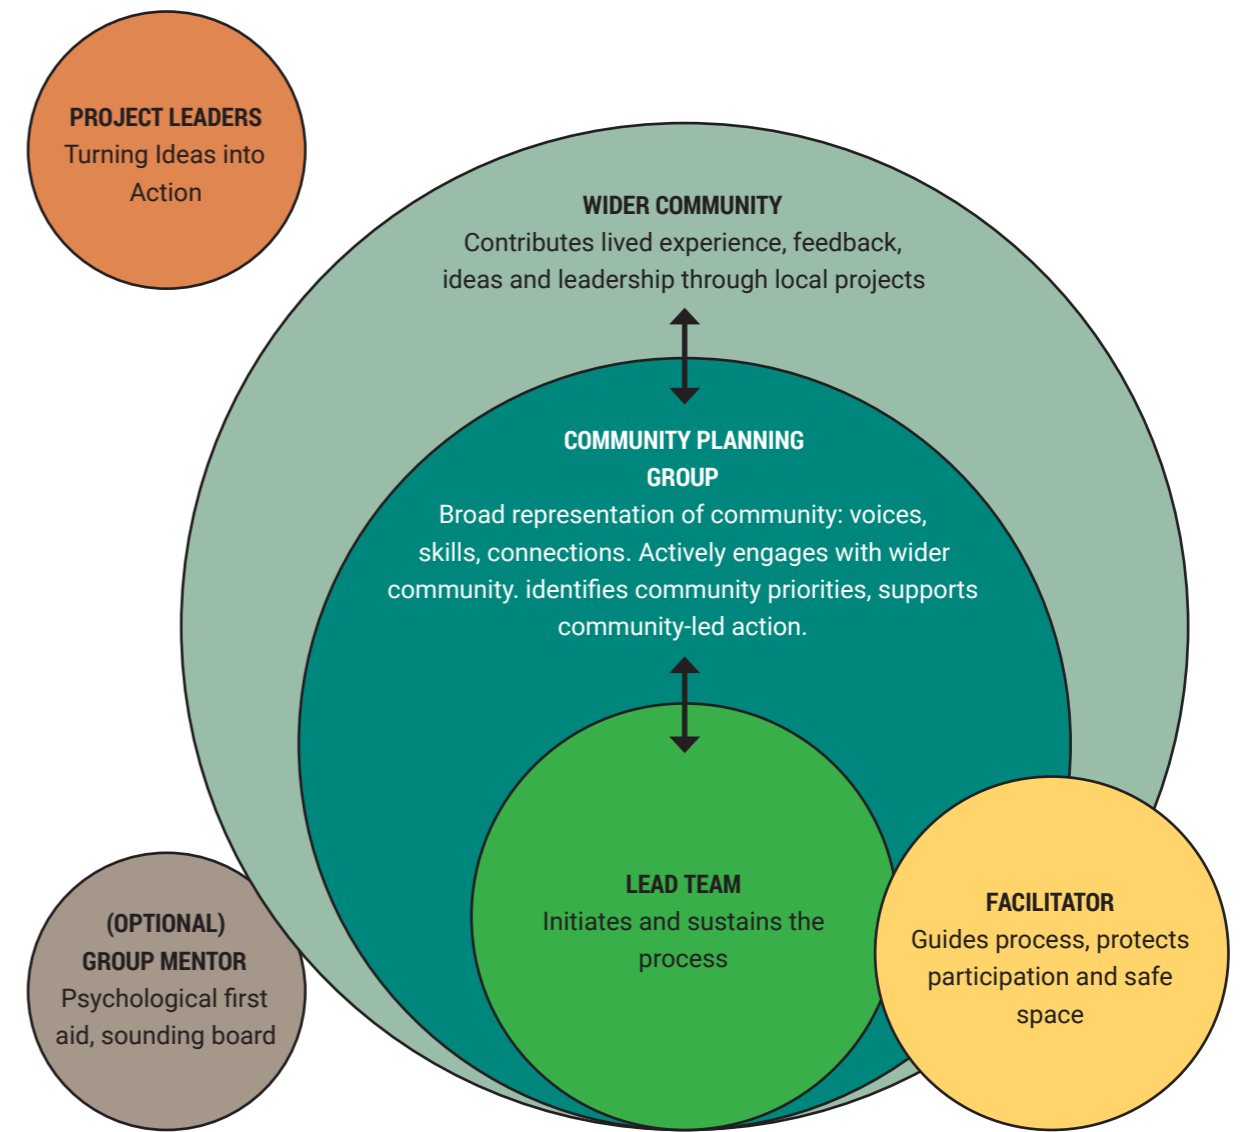 PROJECT LEADERS
Turning Ideas into
Action
WIDER COMMUNITY
Contributes lived experience, feedback,
ideas and leadership through local projects
COMMUNITY PLANNING
GROUP
Broad representation of community: voices,
skills, connections. Actively engages with wider
community. identifies community priorities, supports
community-led action.
LEAD TEAM
Initiates and sustains the
process
(OPTIONAL)
GROUP MENTOR
Psychological first
aid, sounding board
FACILITATOR
Guides process, protects
participation and safe
space